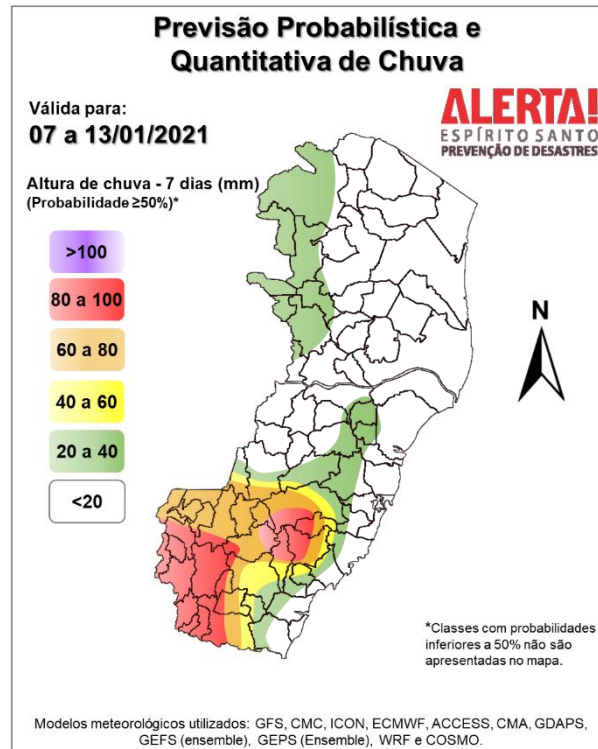 Previsão Probabilística e
Quantitativa de Chuva
Válida para:
07 a 13/01/2021
ALERTA!
ESPÍRITO SANTO
PREVENÇÃO DE DESASTRES
Altura de chuva - 7 dias (mm)
(Probabilidade ≥50%)*
>100
80 a 100
60 a 80
40 a 60
20 a 40
<20
N
*Classes com probabilidades
inferiores a 50% não são
apresentadas no mapa.
Modelos meteorológicos utilizados: GFS, CMC, ICON, ECMWF, ACCESS, CMA, GDAPS,
GEFS (ensemble), GEPS (Ensemble), WRF e COSMO.